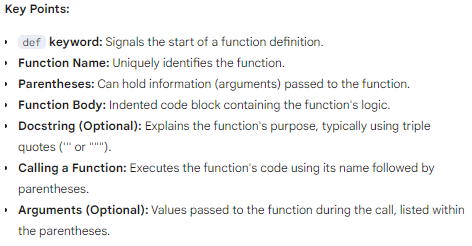 Key Points:
• def keyword: Signals the start of a function definition.
• Function Name: Uniquely identifies the function.
• Parentheses: Can hold information (arguments) passed to the function.
• Function Body: Indented code block containing the function's logic.
• Docstring (Optional): Explains the function's purpose, typically using triple
quotes (''' or """).
• Calling a Function: Executes the function's code using its name followed by
parentheses.
• Arguments (Optional): Values passed to the function during the call, listed within
the parentheses.